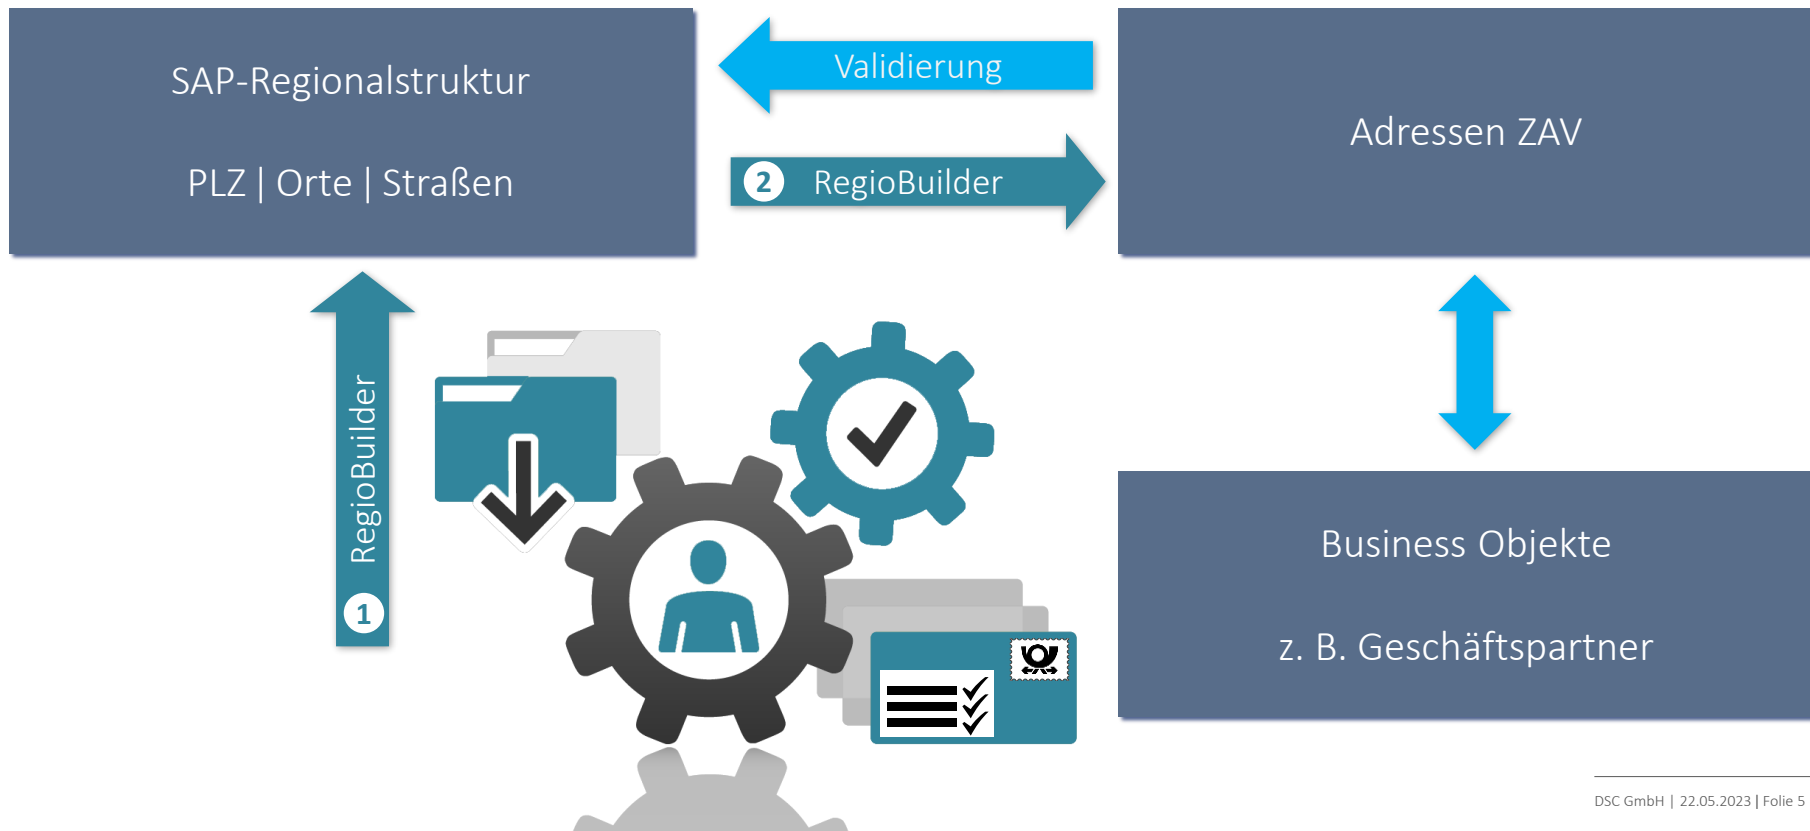 SAP-Regionalstruktur
PLZ | Orte | Straßen
Validierung
2 RegioBuilder
Adressen ZAV
1 RegioBuilder
Business Objekte
z. B. Geschäftspartner
DSC GmbH | 22.05.2023 | Folie 5